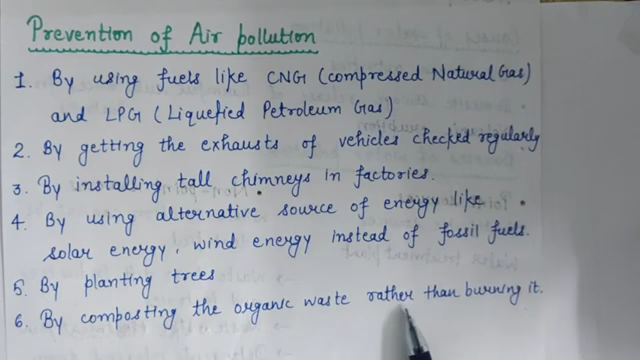 Prevention of Air pollution
1. By using fuels like CNG (Compressed Natural Gas)
and LPG (Liquefied Petroleum Gas)
2. By getting the exhausts of vehicles checked regularly
3. By installing tall chimneys in factories.
4. By using alternative source of energy like
solar energy, wind energy instead of fossil fuels.
5. By planting trees
6. By composting the organic waste rather than burning it.